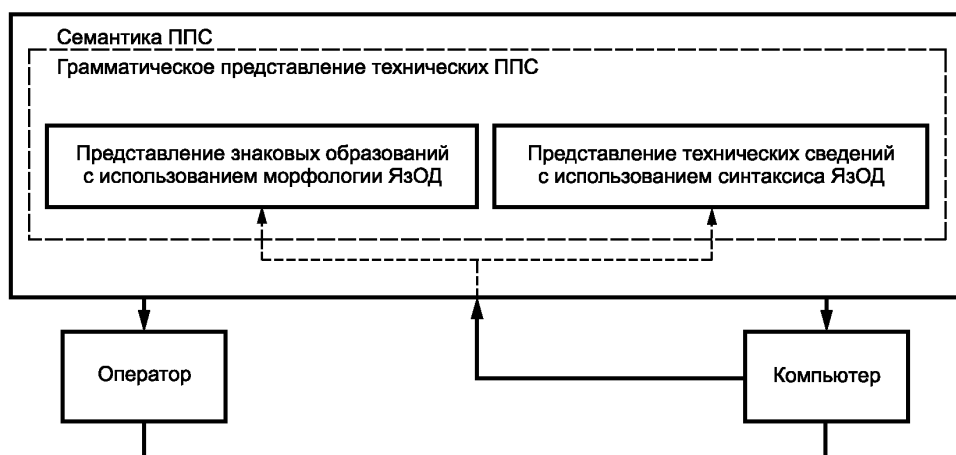 Семантика ППС
Грамматическое представление технических ППС
Представление знаковых образований
с использованием морфологии ЯзОД
Представление технических сведений
с использованием синтаксиса ЯзОД
Оператор
Компьютер